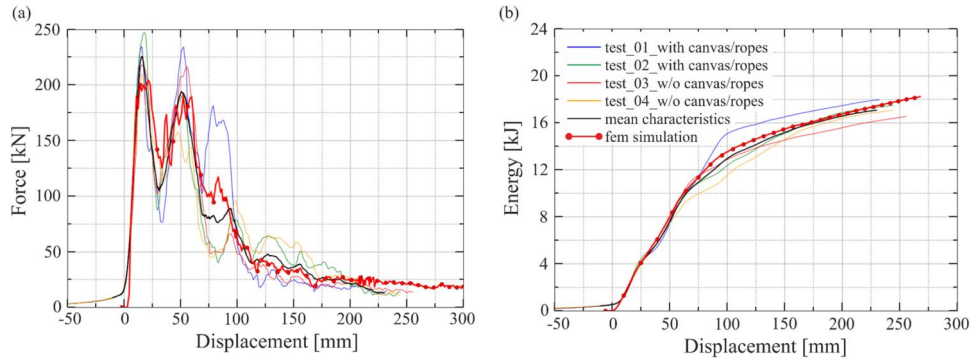 (a)
Force [kN]
250
200
150
100
50
0
-50 0 50 100 150 200 250 300
Displacement [mm]
(b)
Energy [kJ]
24
20
16
12
8
4
0
test_01_with canvas/ropes
test_02_with canvas/ropes
test_03_w/o canvas/ropes
test_04_w/o canvas/ropes
mean characteristics
fem simulation
-50 0 50 100 150 200 250 300
Displacement [mm]